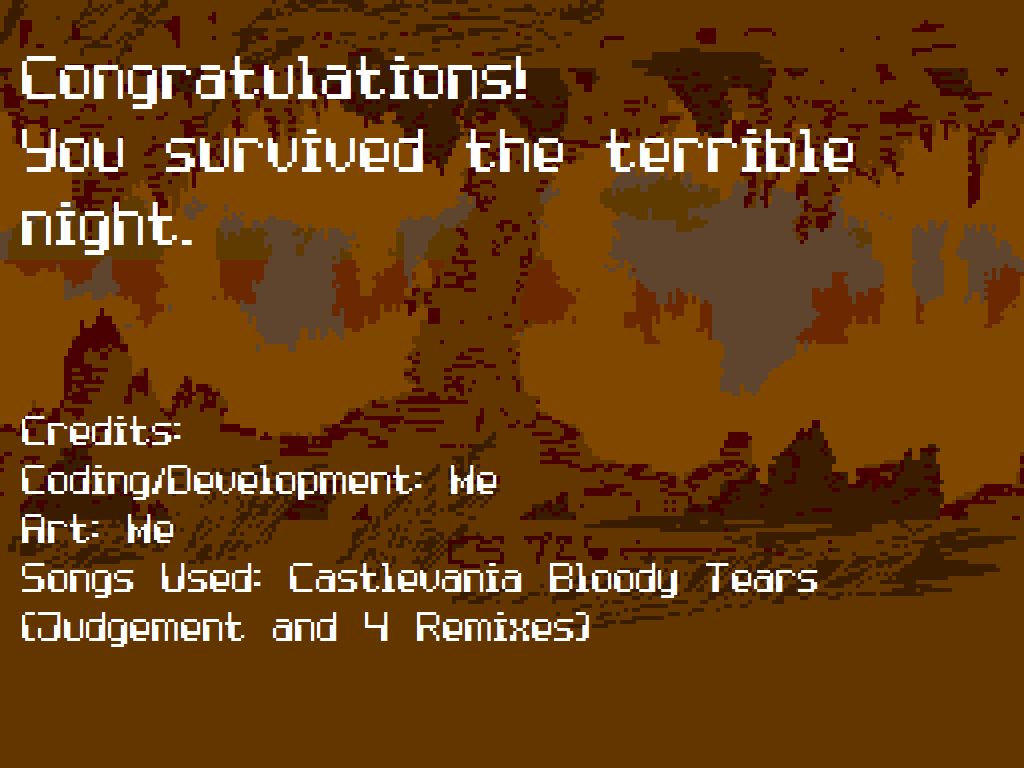 Congratulations!
You survived the terrible
night.
Credits:
Coding/Development: Me
Art: Me
Songs Used: Castlevania Bloody Tears
(Judgement and 4 Remixes)